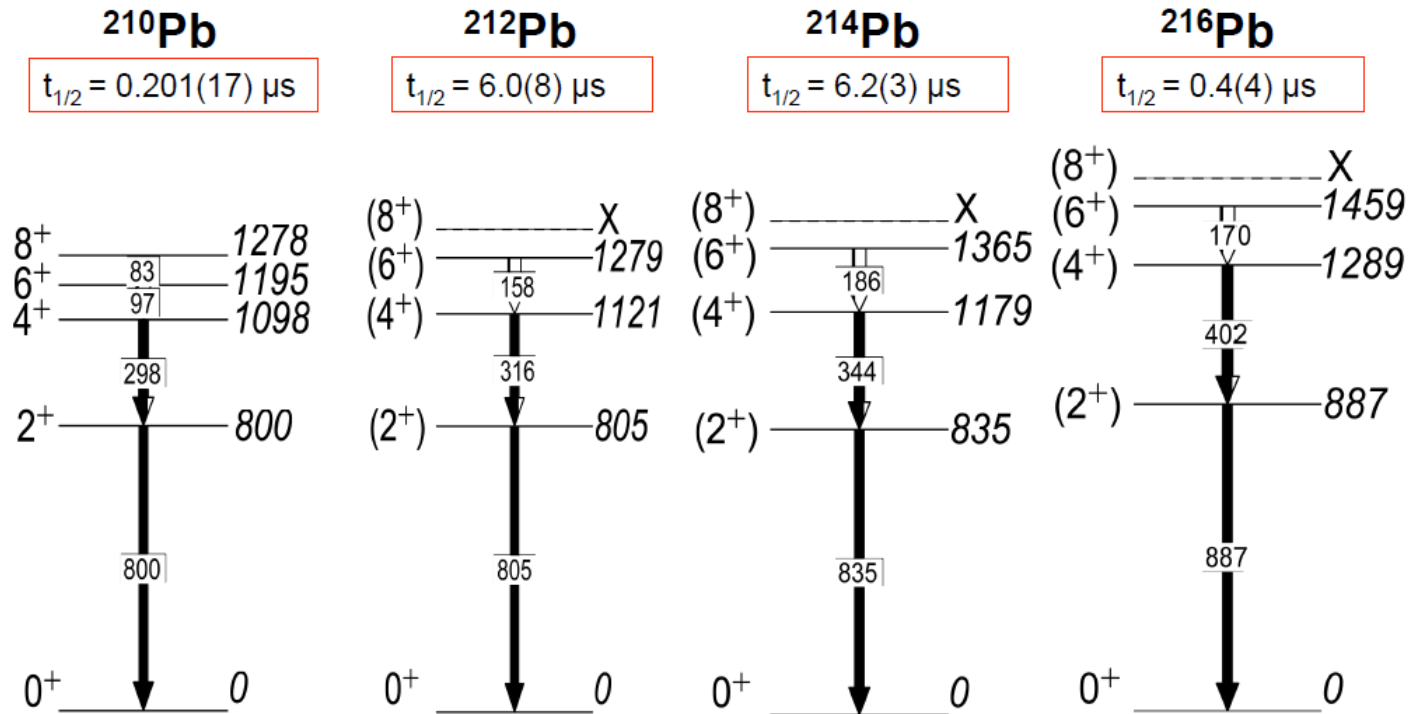 ²¹⁰Pb
t₁/₂ = 0.201(17) µs
8⁺ 1278
83
6⁺ 1195
97
4⁺ 1098
298
2⁺ 800
800
0⁺ 0
²¹²Pb
t₁/₂ = 6.0(8) µs
(8⁺) X
(6⁺) 1279
158
(4⁺) 1121
316
(2⁺) 805
805
0⁺ 0
²¹⁴Pb
t₁/₂ = 6.2(3) µs
(8⁺) X
(6⁺) 1365
186
(4⁺) 1179
344
(2⁺) 835
835
0⁺ 0
²¹⁶Pb
t₁/₂ = 0.4(4) µs
(8⁺) X
(6⁺) 1459
170
(4⁺) 1289
402
(2⁺) 887
887
0⁺ 0